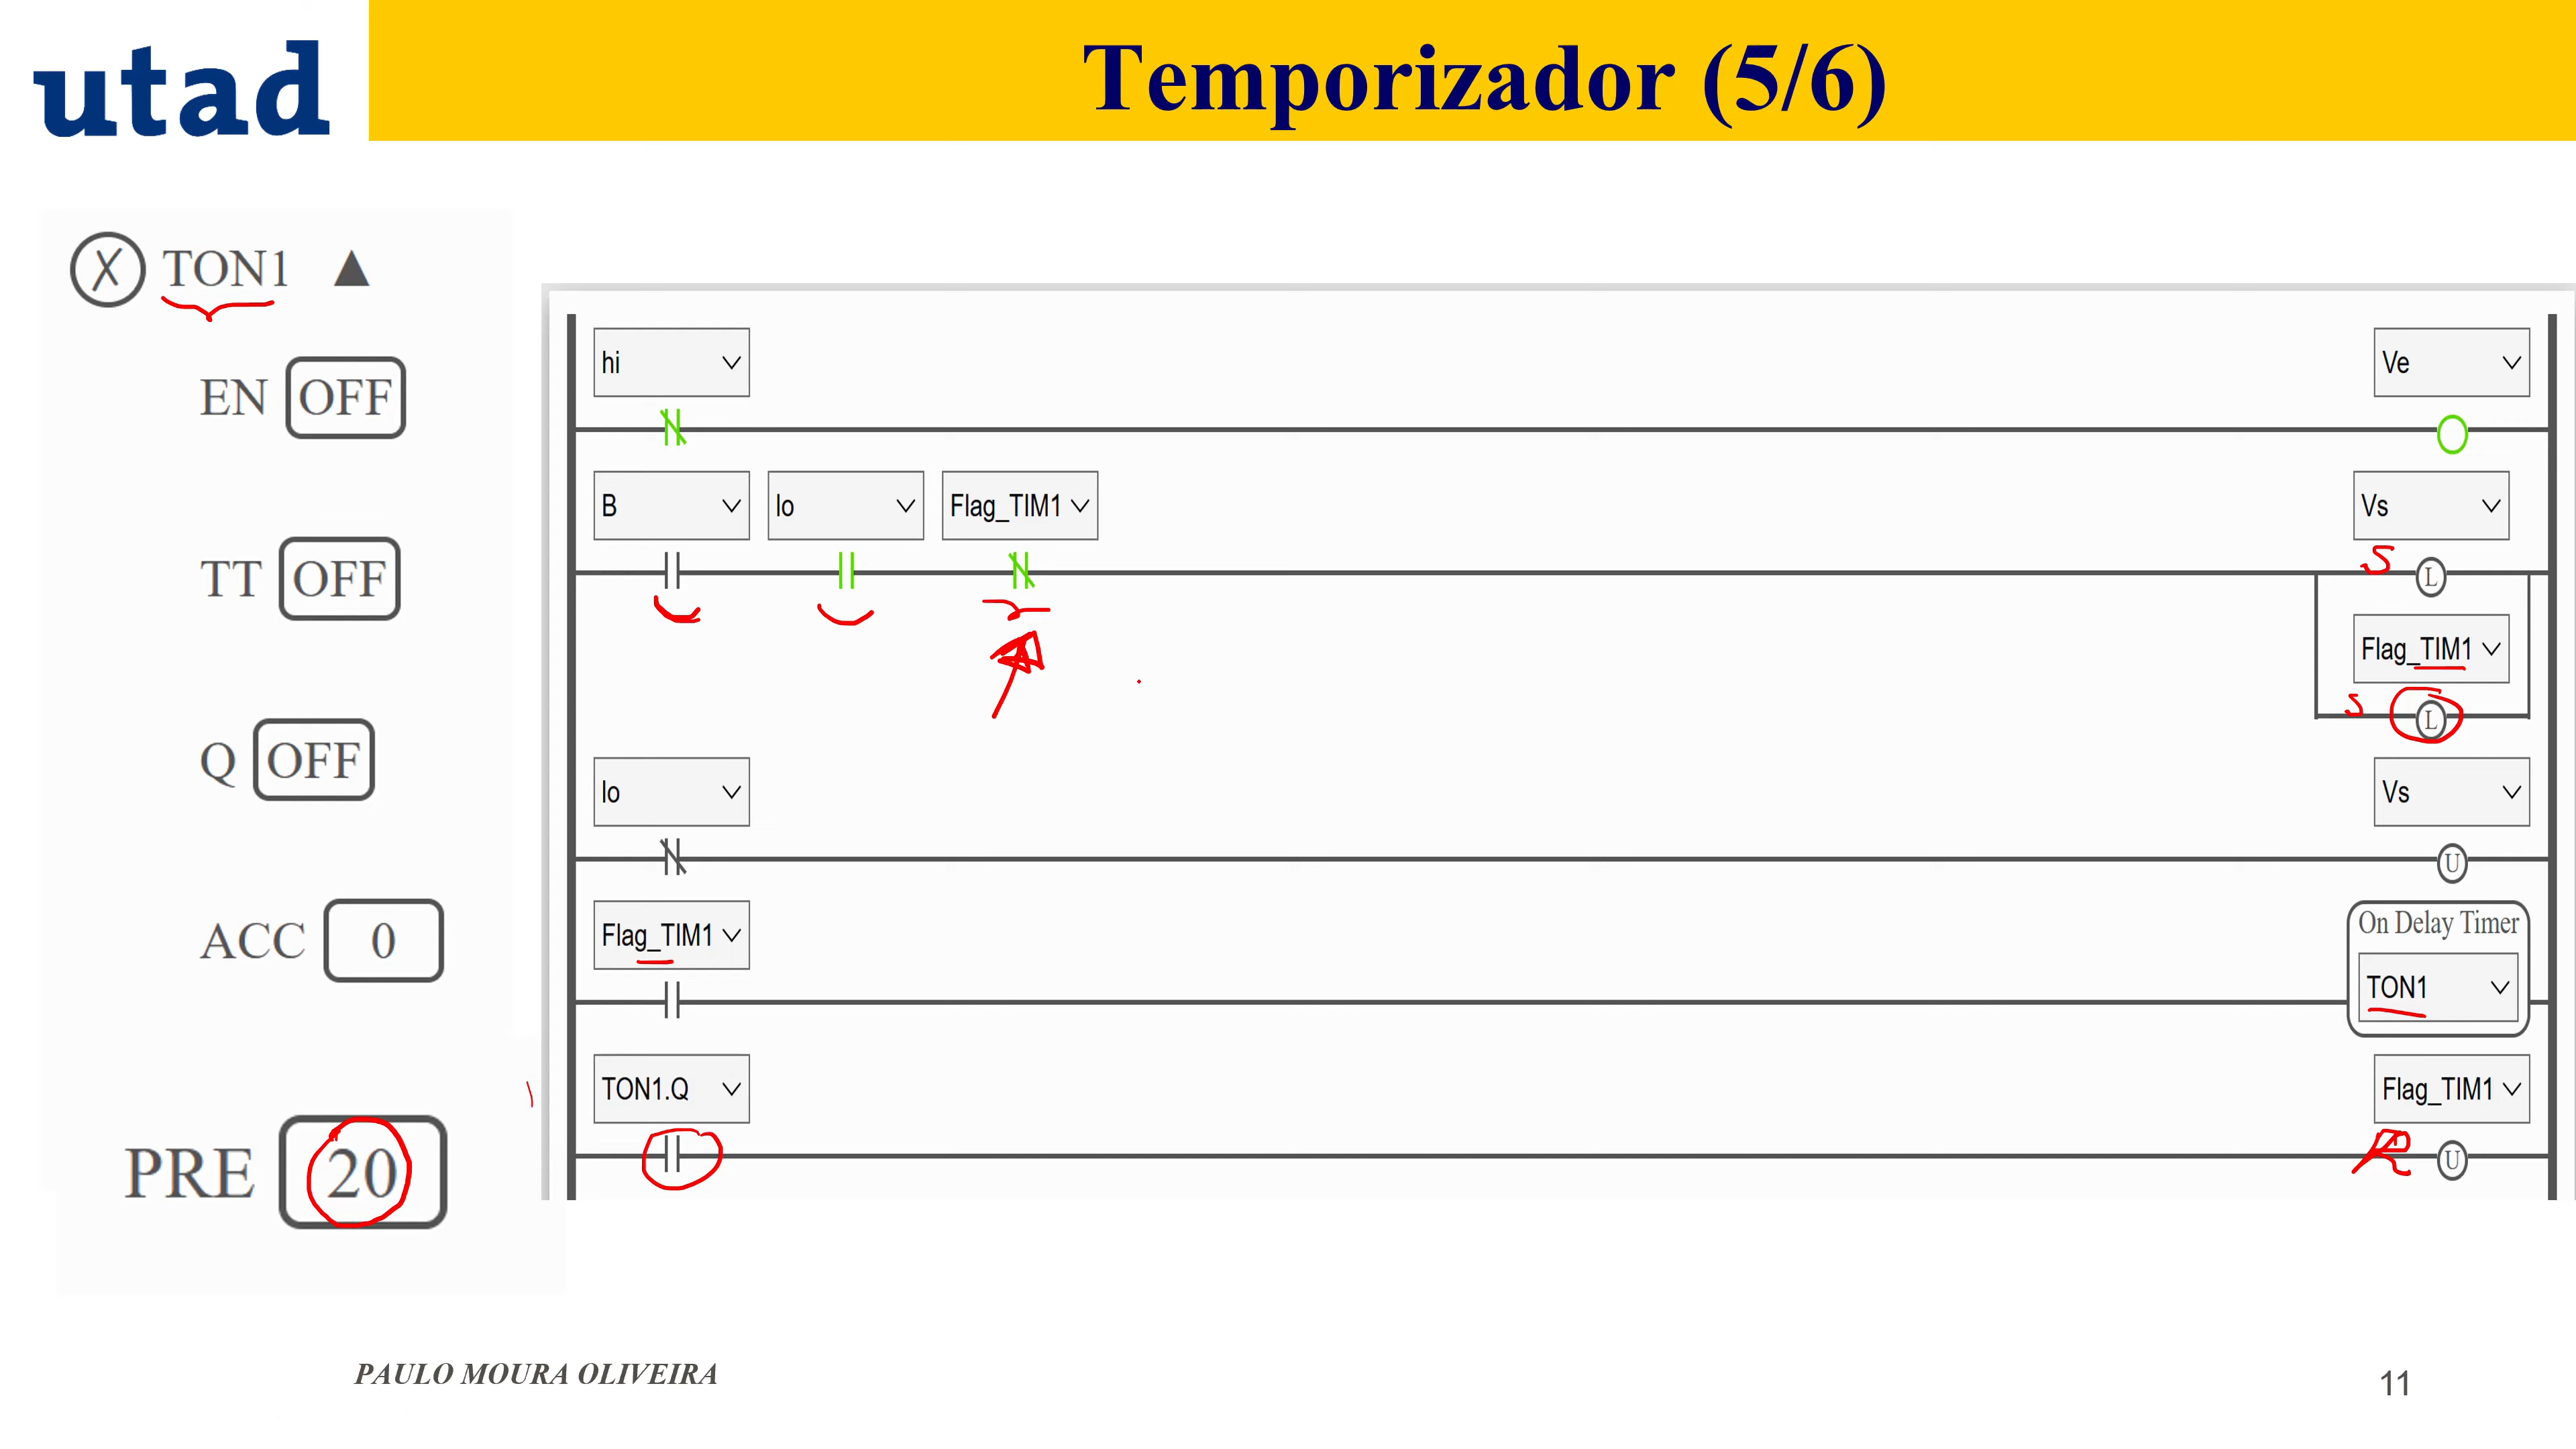 utad
Temporizador (5/6)
X TON1 ▲
EN OFF
TT OFF
Q OFF
ACC 0
PRE 20
hi
Ve
B
lo
Flag_TIM1
Vs
S
L
Flag_TIM1
S
L
lo
Vs
U
Flag_TIM1
On Delay Timer
TON1
TON1.Q
Flag_TIM1
R
U
PAULO MOURA OLIVEIRA
11